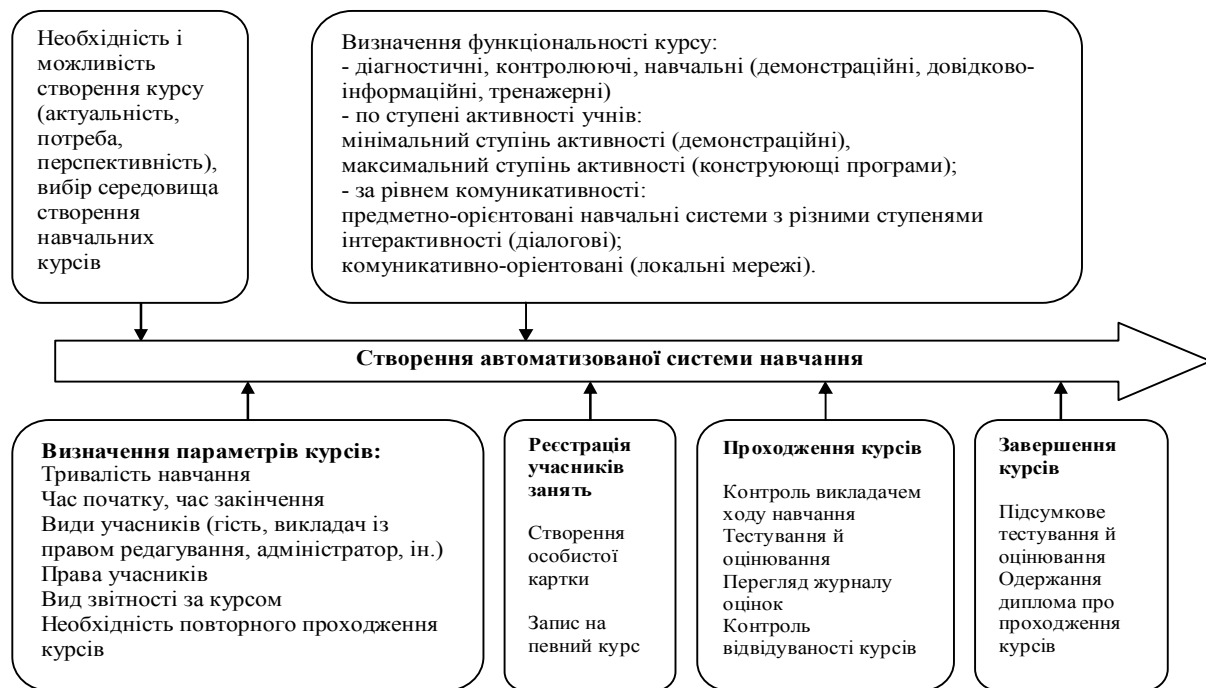 Необхідність і
можливість
створення курсу
(актуальність,
потреба,
перспективність),
вибір середовища
створення
навчальних
курсів
Визначення функціональності курсу:
- діагностичні, контролюючі, навчальні (демонстраційні, довідково-
інформаційні, тренажерні)
- по ступені активності учнів:
мінімальний ступінь активності (демонстраційні),
максимальний ступінь активності (конструюющі програми);
- за рівнем комуникативності:
предметно-орієнтовані навчальні системи з різними ступенями
інтерактивності (діалогові);
комуникативно-оріентовані (локальні мережі).
Створення автоматизованої системи навчання
Визначення параметрів курсів:
Тривалість навчання
Час початку, час закінчення
Види учасників (гість, викладач із
правом редагування, адміністратор, ін.)
Права учасників
Вид звітності за курсом
Необхідність повторного проходження
курсів
Реєстрація
учасників
занять
Створення
особистої
картки
Запис на
певний курс
Проходження курсів
Контроль викладачем
ходу навчання
Тестування й
оцінювання
Перегляд журналу
оцінок
Контроль
відвідуваності курсів
Завершення
курсів
Підсумкове
тестування й
оцінювання
Одержання
диплома про
проходження
курсів